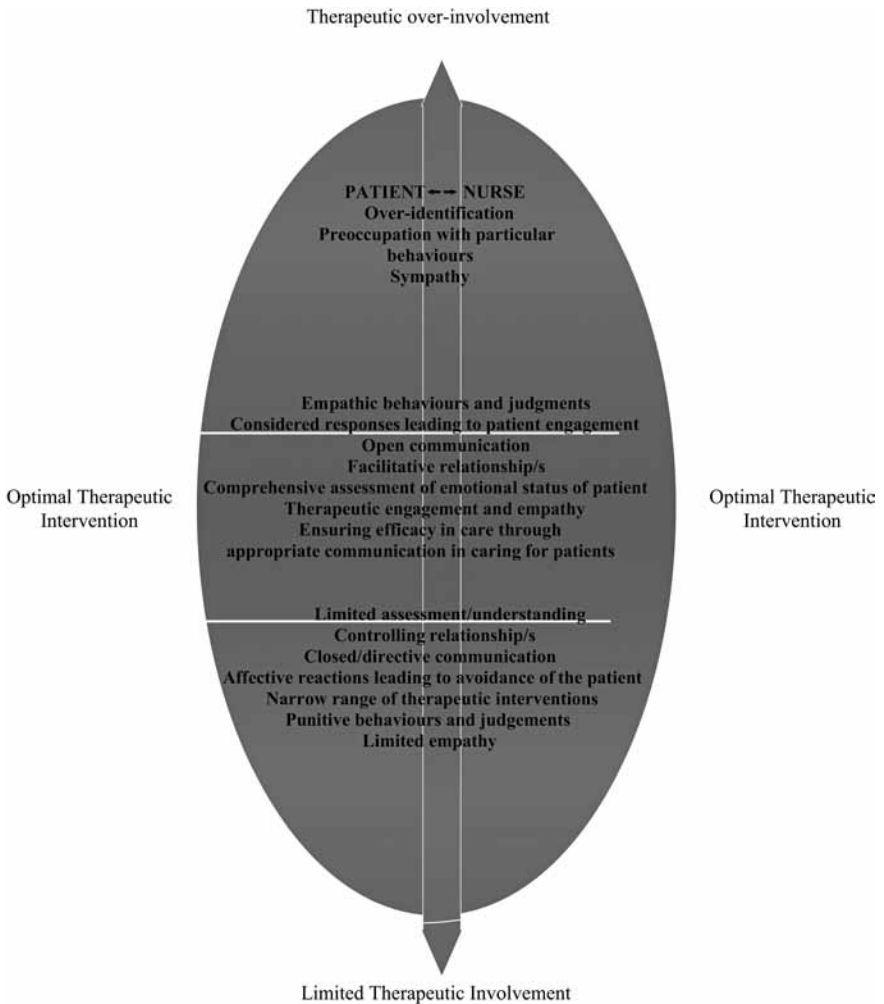 Therapeutic over-involvement
PATIENT ←→ NURSE
Over-identification
Preoccupation with particular
behaviours
Sympathy
Empathic behaviours and judgments
Considered responses leading to patient engagement
Open communication
Facilitative relationship/s
Comprehensive assessment of emotional status of patient
Therapeutic engagement and empathy
Ensuring efficacy in care through
appropriate communication in caring for patients
Optimal Therapeutic
Intervention
Optimal Therapeutic
Intervention
Limited assessment/understanding
Controlling relationship/s
Closed/directive communication
Affective reactions leading to avoidance of the patient
Narrow range of therapeutic interventions
Punitive behaviours and judgements
Limited empathy
Limited Therapeutic Involvement